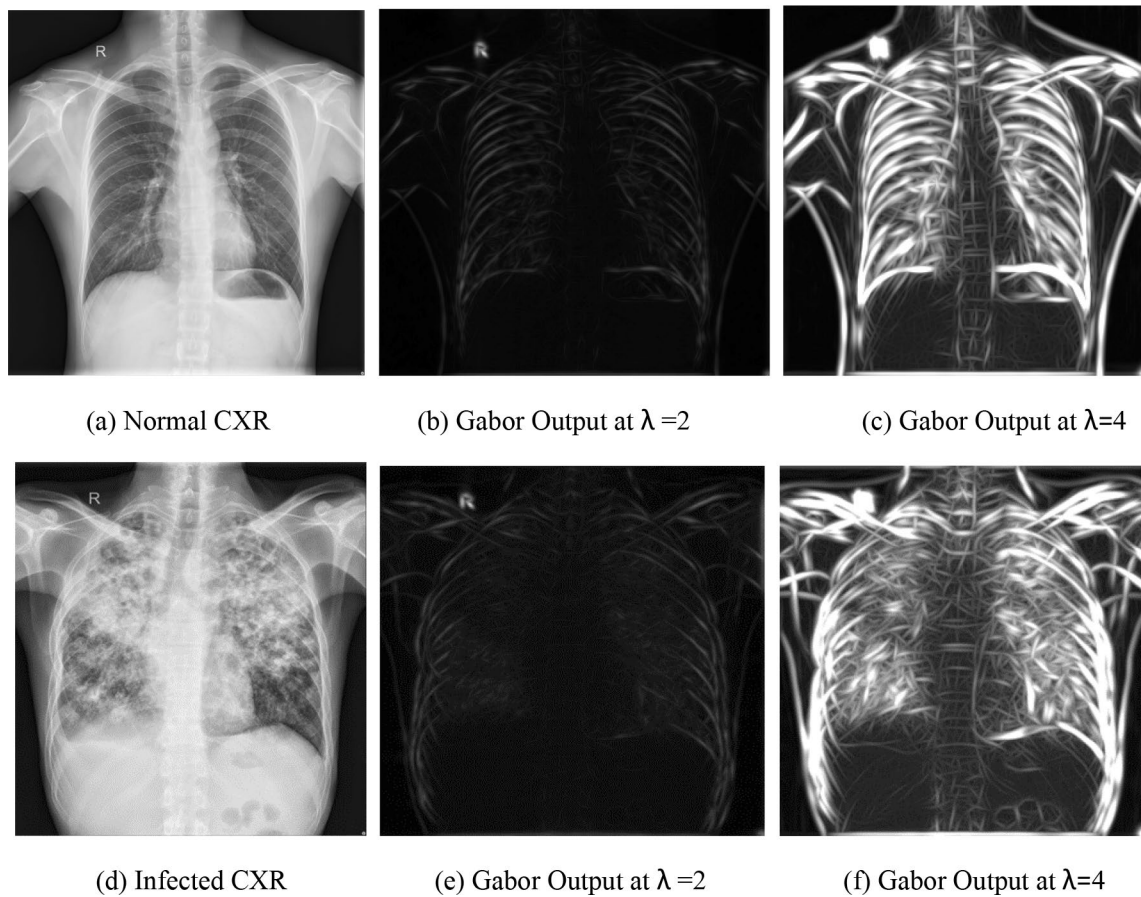 R
R
(a) Normal CXR
(b) Gabor Output at λ =2
(c) Gabor Output at λ=4
R
R
(d) Infected CXR
(e) Gabor Output at λ =2
(f) Gabor Output at λ=4